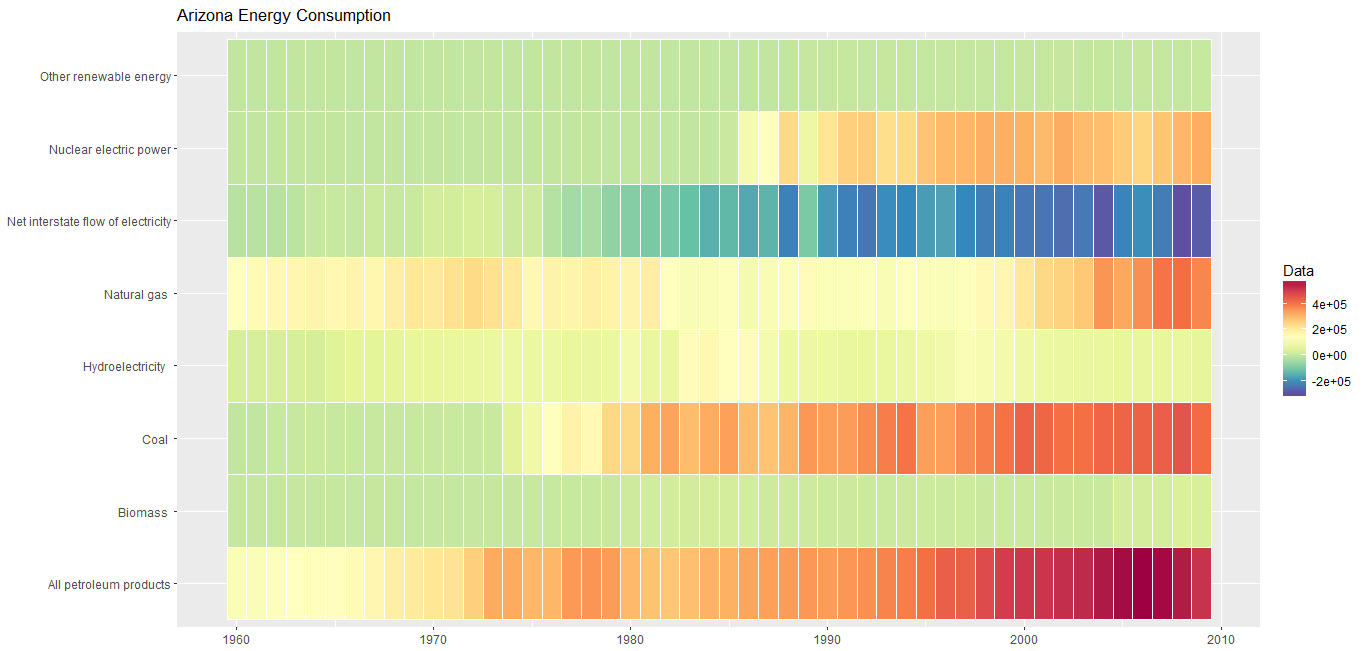 Arizona Energy Consumption
Other renewable energy
Nuclear electric power
Net interstate flow of electricity
Natural gas
Hydroelectricity
Coal
Biomass
All petroleum products
1960 1970 1980 1990 2000 2010
Data
4e+05
2e+05
0e+00
-2e+05